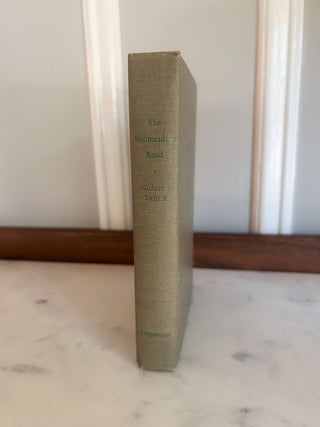 The
Stillmeadow
Road
GLADYS
TABER
Lippincott